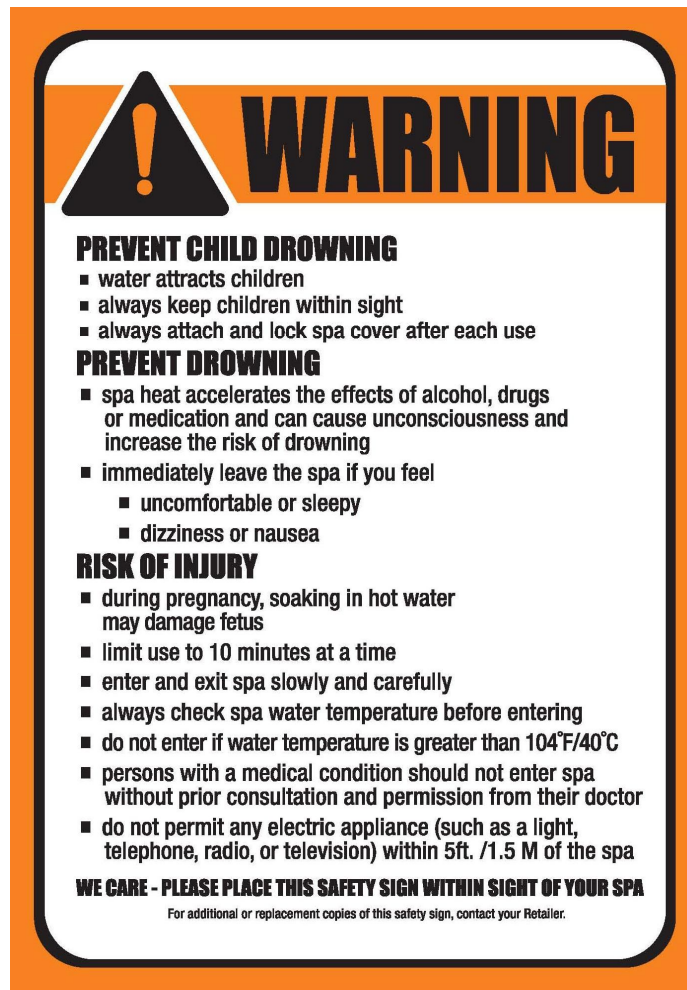 WARNING
PREVENT CHILD DROWNING
▪ water attracts children
▪ always keep children within sight
▪ always attach and lock spa cover after each use
PREVENT DROWNING
▪ spa heat accelerates the effects of alcohol, drugs
or medication and can cause unconsciousness and
increase the risk of drowning
▪ immediately leave the spa if you feel
▪ uncomfortable or sleepy
▪ dizziness or nausea
RISK OF INJURY
▪ during pregnancy, soaking in hot water
may damage fetus
▪ limit use to 10 minutes at a time
▪ enter and exit spa slowly and carefully
▪ always check spa water temperature before entering
▪ do not enter if water temperature is greater than 104°F/40°C
▪ persons with a medical condition should not enter spa
without prior consultation and permission from their doctor
▪ do not permit any electric appliance (such as a light,
telephone, radio, or television) within 5ft. /1.5 M of the spa
WE CARE - PLEASE PLACE THIS SAFETY SIGN WITHIN SIGHT OF YOUR SPA
For additional or replacement copies of this safety sign, contact your Retailer.